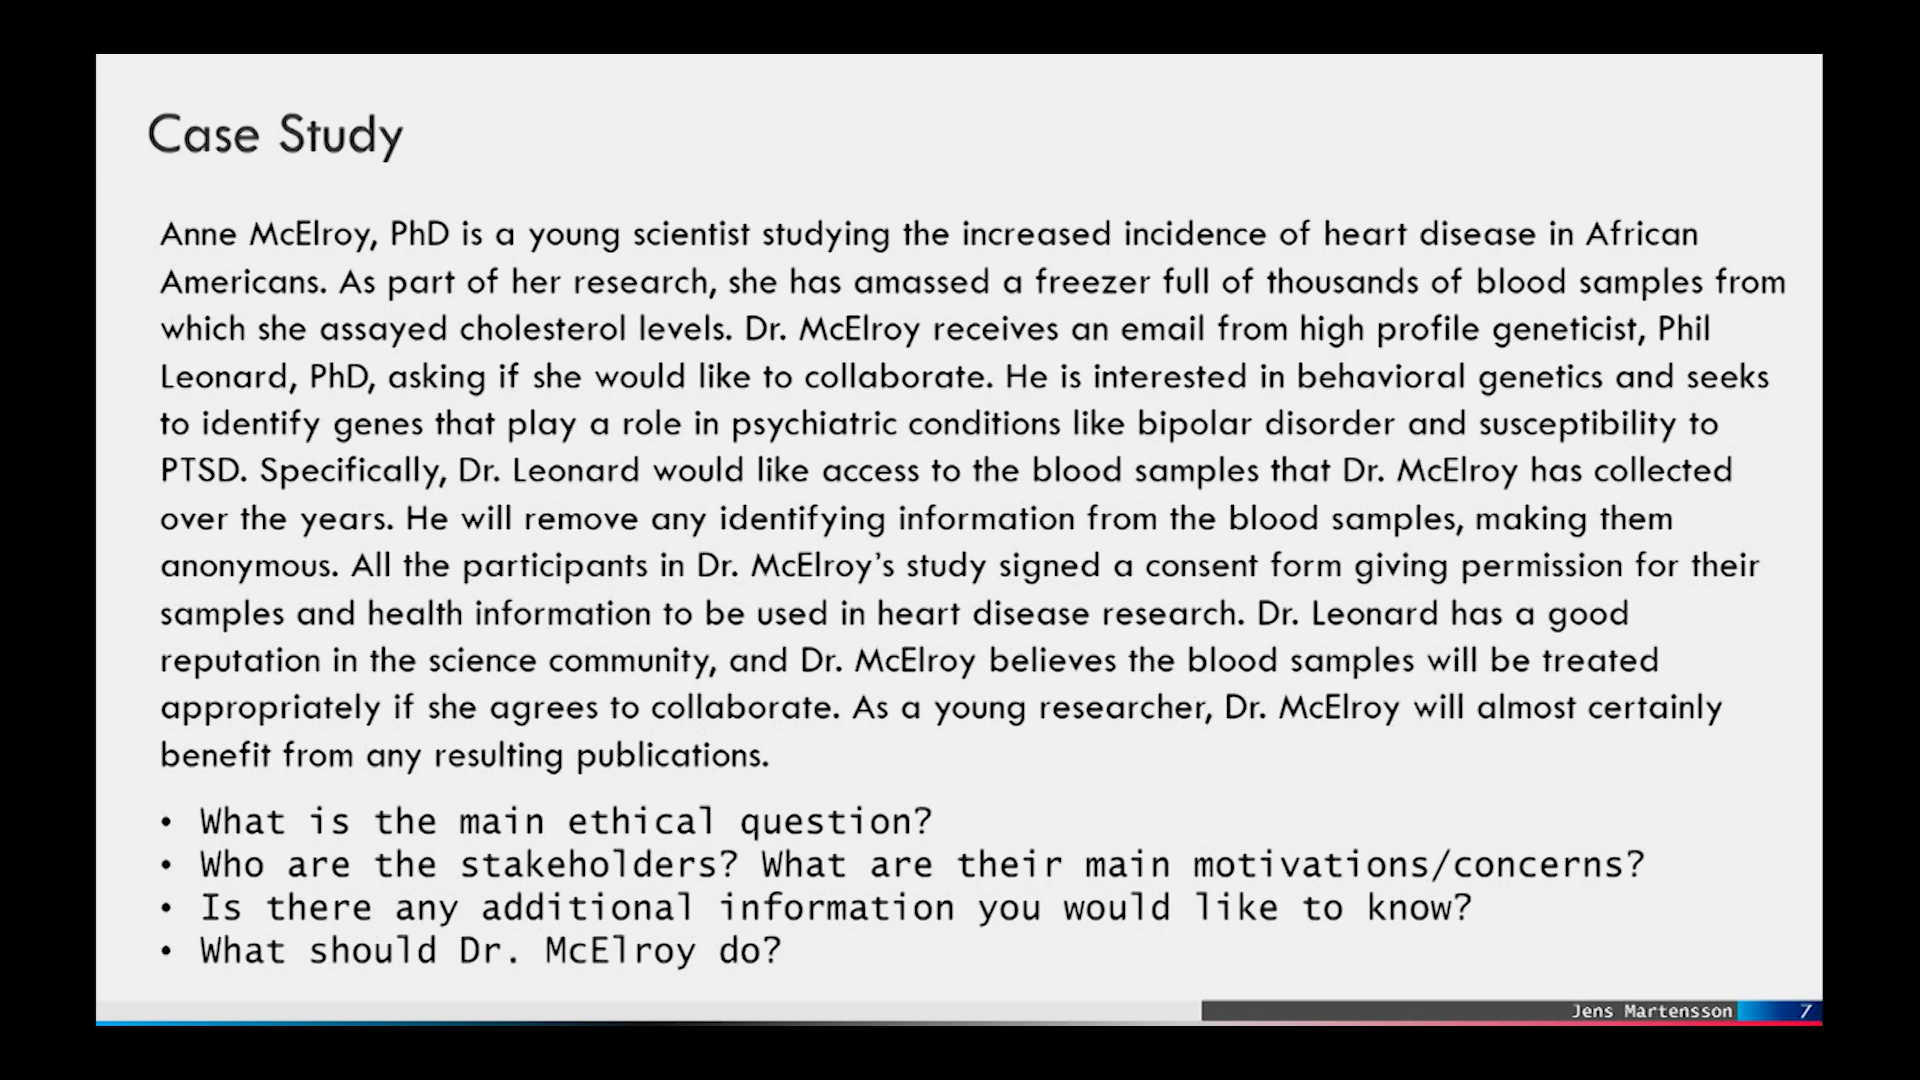 Case Study
Anne McElroy, PhD is a young scientist studying the increased incidence of heart disease in African
Americans. As part of her research, she has amassed a freezer full of thousands of blood samples from
which she assayed cholesterol levels. Dr. McElroy receives an email from high profile geneticist, Phil
Leonard, PhD, asking if she would like to collaborate. He is interested in behavioral genetics and seeks
to identify genes that play a role in psychiatric conditions like bipolar disorder and susceptibility to
PTSD. Specifically, Dr. Leonard would like access to the blood samples that Dr. McElroy has collected
over the years. He will remove any identifying information from the blood samples, making them
anonymous. All the participants in Dr. McElroy’s study signed a consent form giving permission for their
samples and health information to be used in heart disease research. Dr. Leonard has a good
reputation in the science community, and Dr. McElroy believes the blood samples will be treated
appropriately if she agrees to collaborate. As a young researcher, Dr. McElroy will almost certainly
benefit from any resulting publications.
• What is the main ethical question?
• Who are the stakeholders? What are their main motivations/concerns?
• Is there any additional information you would like to know?
• What should Dr. McElroy do?
Jens Martensson 7